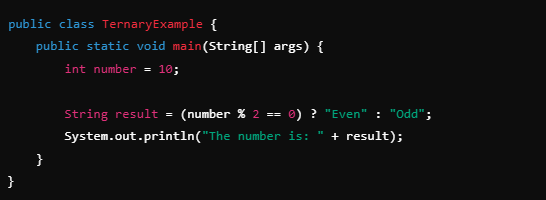 public class TernaryExample {
    public static void main(String[] args) {
        int number = 10;
        String result = (number % 2 == 0) ? "Even" : "Odd";
        System.out.println("The number is: " + result);
    }
}